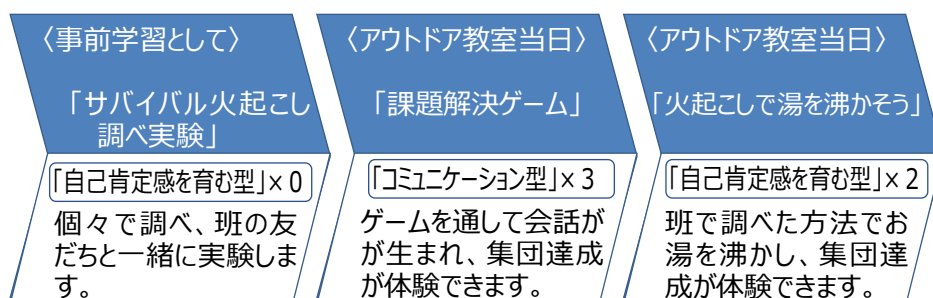 〈事前学習として〉
「サバイバル火起こし
調べ実験」
「自己肯定感を育む型」×0
個々で調べ、班の友
だちと一緒に実験しま
す。
〈アウトドア教室当日〉
「課題解決ゲーム」
「コミュニケーション型」×3
ゲームを通して会話が
が生まれ、集団達成
が体験できます。
〈アウトドア教室当日〉
「火起こしで湯を沸かそう」
「自己肯定感を育む型」×2
班で調べた方法でお
湯を沸かし、集団達
成が体験できます。